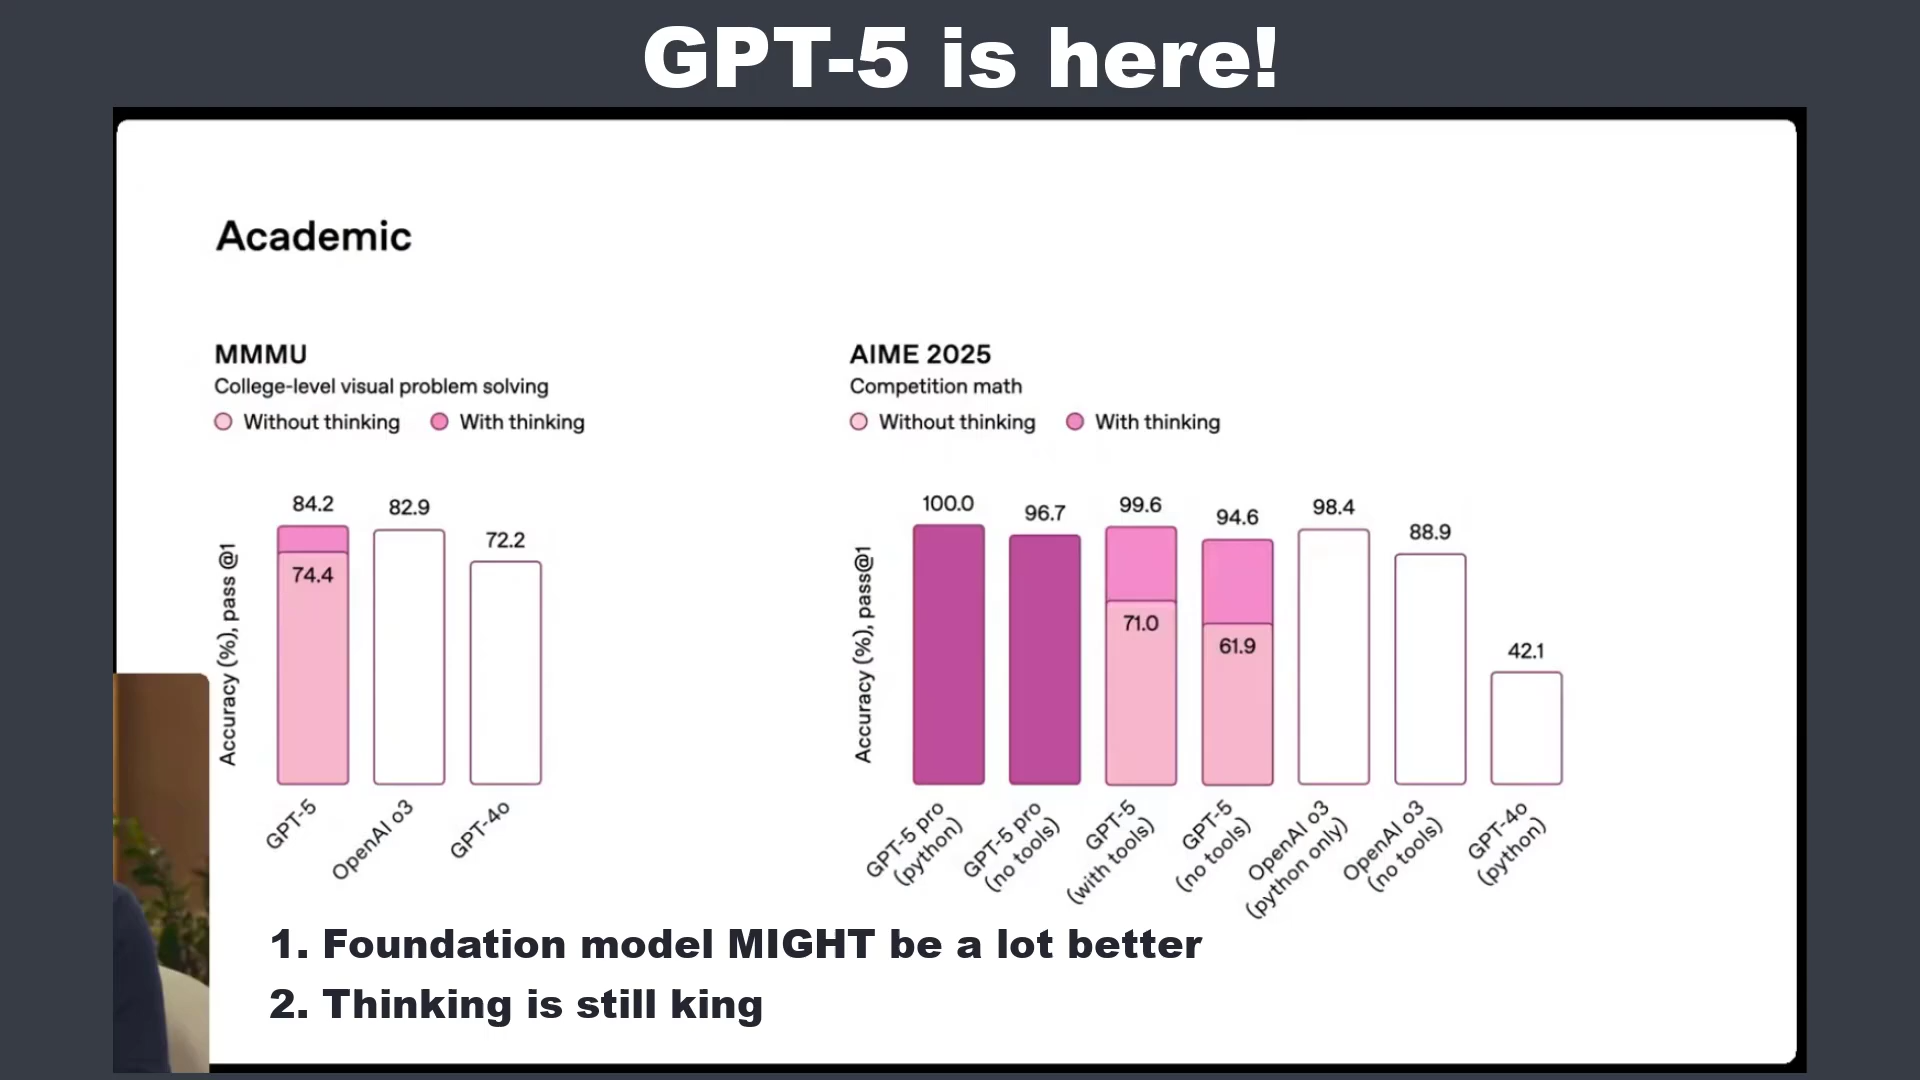 GPT-5 is here!
Academic
MMMU
College-level visual problem solving
Without thinking With thinking
Accuracy (%), pass @1
84.2
74.4
82.9
72.2
GPT-5
OpenAI o3
GPT-4o
AIME 2025
Competition math
Without thinking With thinking
Accuracy (%), pass@1
100.0
96.7
99.6
71.0
94.6
61.9
98.4
88.9
42.1
GPT-5 pro
(python)
GPT-5 pro
(no tools)
GPT-5
(with tools)
GPT-5
(no tools)
OpenAI o3
(python only)
OpenAI o3
(no tools)
GPT-4o
(python)
1. Foundation model MIGHT be a lot better
2. Thinking is still king